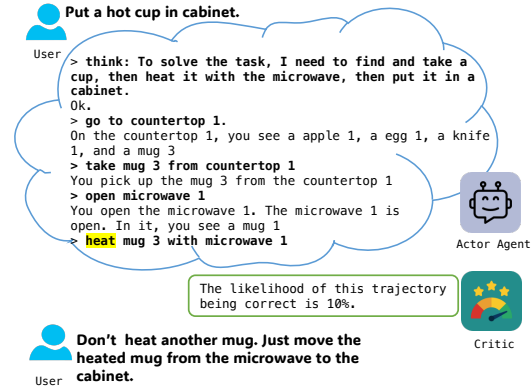 Put a hot cup in cabinet.
User
> think: To solve the task, I need to find and take a
cup, then heat it with the microwave, then put it in a
cabinet.
Ok.
> go to countertop 1.
On the countertop 1, you see a apple 1, a egg 1, a knife
1, and a mug 3
> take mug 3 from countertop 1
You pick up the mug 3 from the countertop 1
> open microwave 1
You open the microwave 1. The microwave 1 is
open. In it, you see a mug 1
> heat mug 3 with microwave 1
Actor Agent
The likelihood of this trajectory
being correct is 10%.
Critic
Don't heat another mug. Just move the
heated mug from the microwave to the
cabinet.
User